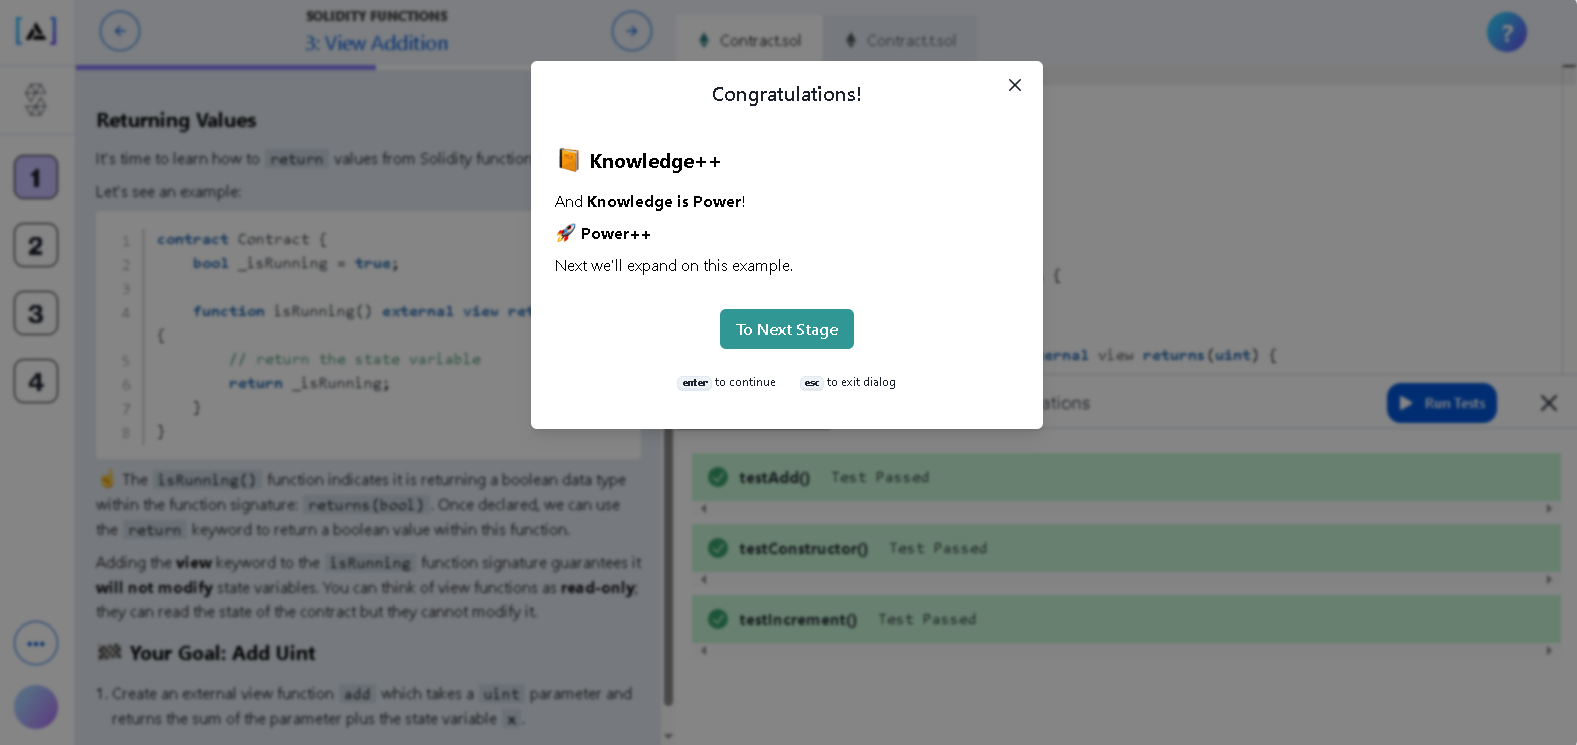 SOLIDITY FUNCTIONS
3: View Addition
Contract.sol
Contract.t.sol
?
1
2
3
4
Returning Values
It's time to learn how to return values from Solidity function
Let's see an example:
1 contract Contract {
2 bool _isRunning = true;
3
4 function isRunning() external view ret
{
5 // return the state variable
6 return _isRunning;
7 }
8 }
☝ The isRunning() function indicates it is returning a boolean data type
within the function signature: returns(bool). Once declared, we can use
the return keyword to return a boolean value within this function.
Adding the view keyword to the isRunning function signature guarantees it
will not modify state variables. You can think of view functions as read-only;
they can read the state of the contract but they cannot modify it.
🏁 Your Goal: Add Uint
1. Create an external view function add which takes a uint parameter and
returns the sum of the parameter plus the state variable x.
Congratulations!
📙 Knowledge++
And Knowledge is Power!
🚀 Power++
Next we'll expand on this example.
To Next Stage
enter to continue esc to exit dialog
{
ernal view returns(uint) {
ations
Run Tests
testAdd() Test Passed
testConstructor() Test Passed
testIncrement() Test Passed